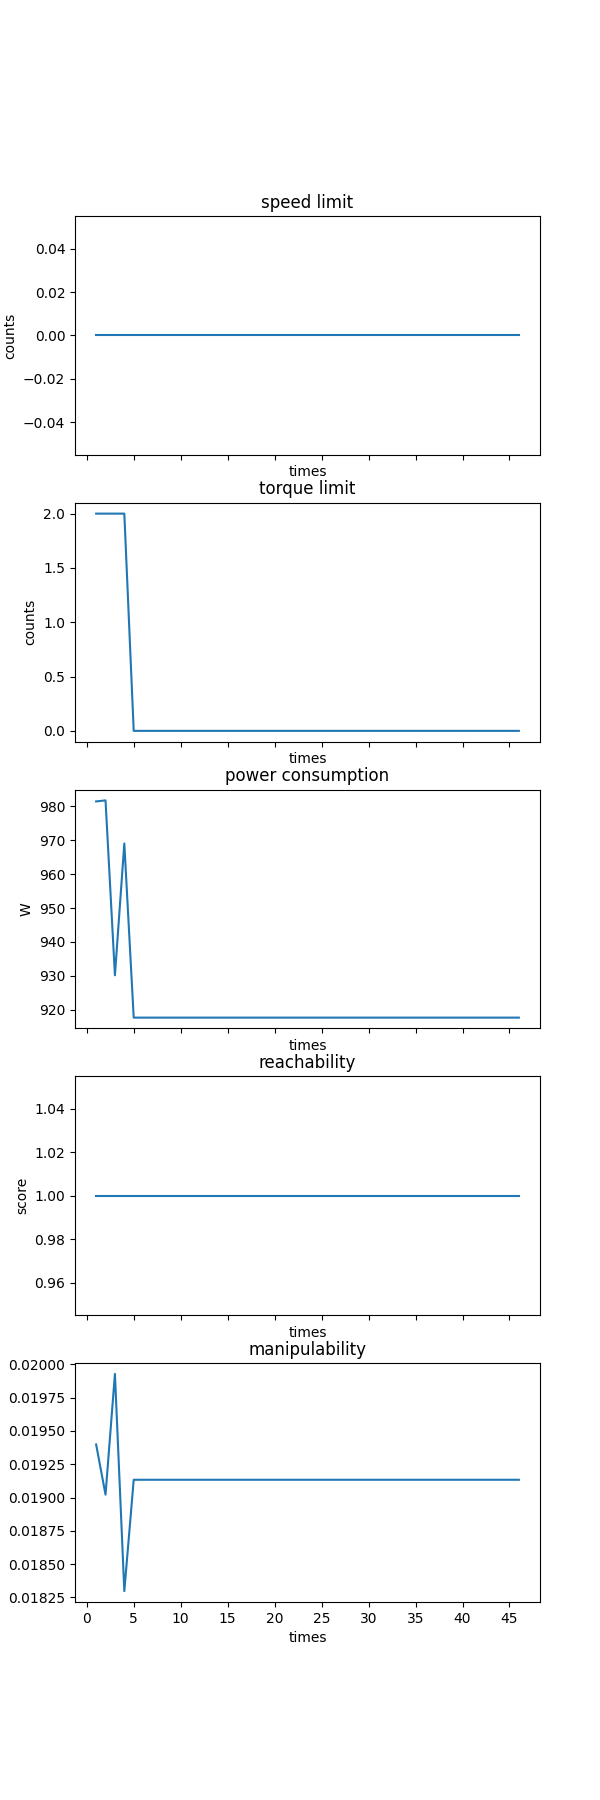 speed limit
counts
0.04
0.02
0.00
−0.02
−0.04
times
torque limit
counts
2.0
1.5
1.0
0.5
0.0
times
power consumption
W
980
970
960
950
940
930
920
times
reachability
score
1.04
1.02
1.00
0.98
0.96
times
manipulability
0.02000
0.01975
0.01950
0.01925
0.01900
0.01875
0.01850
0.01825
0 5 10 15 20 25 30 35 40 45
times